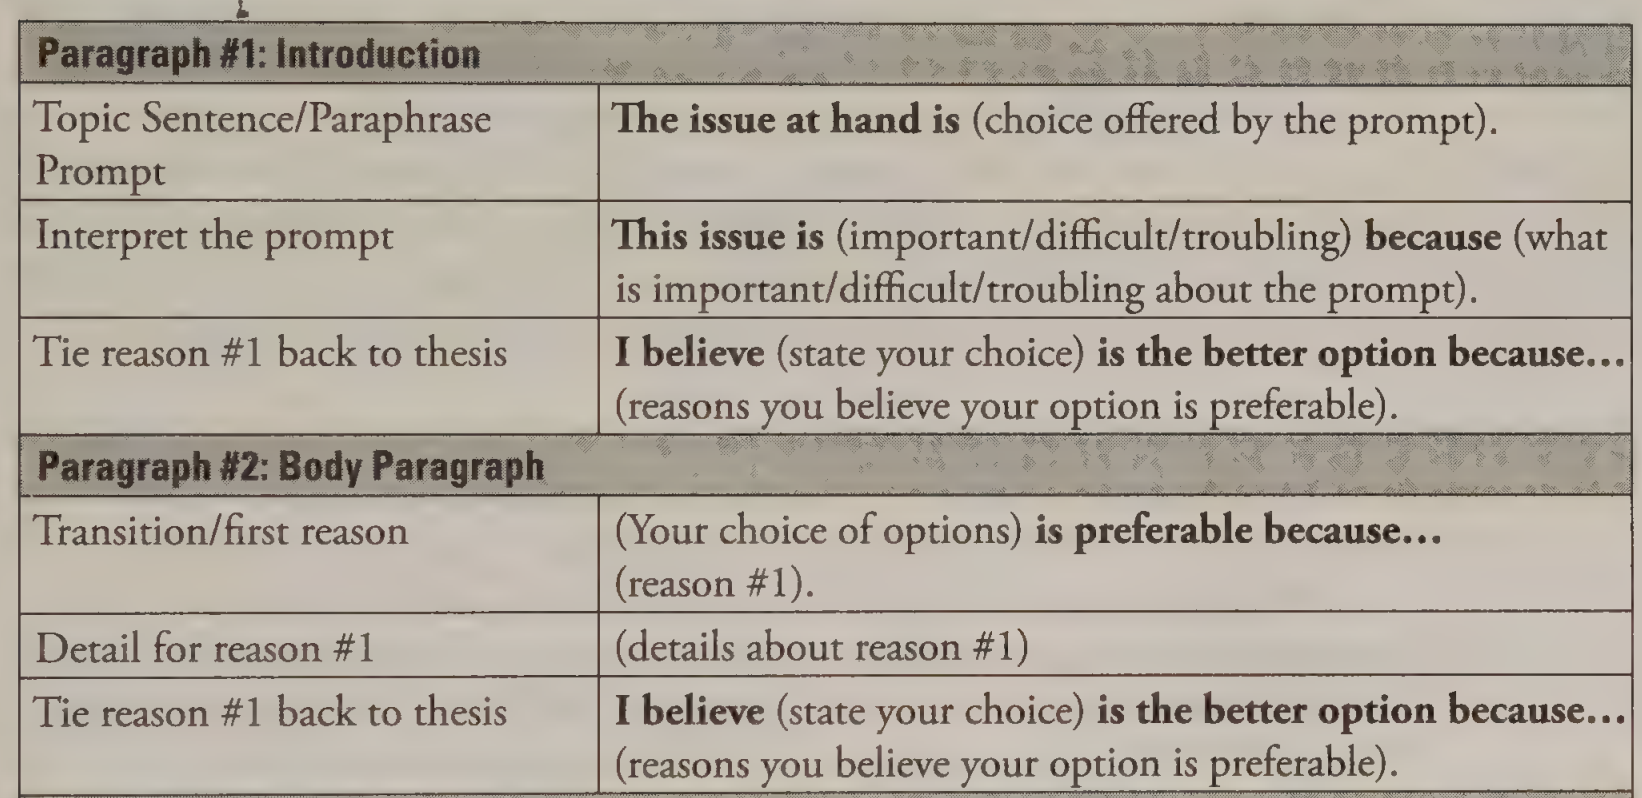 Paragraph #1: Introduction
Topic Sentence/Paraphrase
Prompt
The issue at hand is (choice offered by the prompt).
Interpret the prompt
This issue is (important/difficult/troubling) because (what
is important/difficult/troubling about the prompt).
Tie reason #1 back to thesis
I believe (state your choice) is the better option because...
(reasons you believe your option is preferable).
Paragraph #2: Body Paragraph
Transition/first reason
(Your choice of options) is preferable because...
(reason #1).
Detail for reason #1
(details about reason #1)
Tie reason #1 back to thesis
I believe (state your choice) is the better option because...
(reasons you believe your option is preferable).